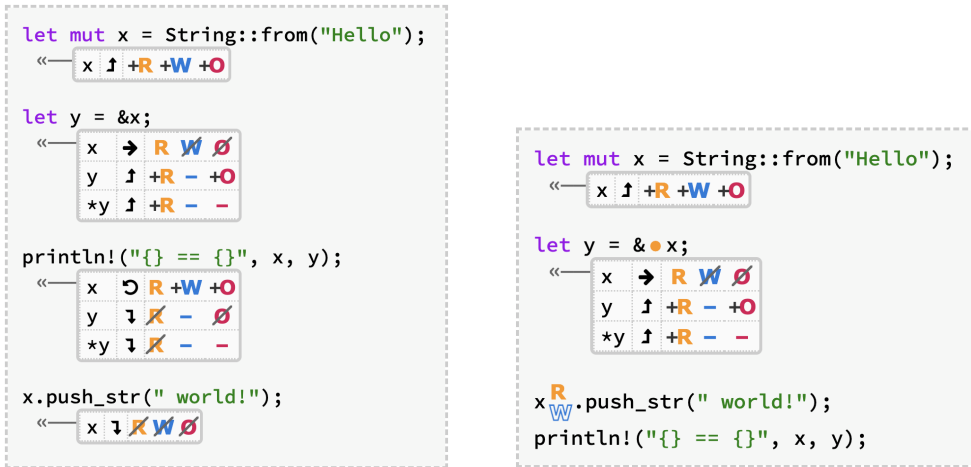 let mut x = String::from("Hello");
« x ↥ +R +W +O
let y = &x;
« x → R W O
y ↥ +R - +O
*y ↥ +R - -
println!("{} == {}", x, y);
« x ↻ R +W +O
y ↧ R - O
*y ↧ R - -
x.push_str(" world!");
« x ↧ R W O
let mut x = String::from("Hello");
« x ↥ +R +W +O
let y = &●x;
« x → R W O
y ↥ +R - +O
*y ↥ +R - -
x R W .push_str(" world!");
println!("{} == {}", x, y);